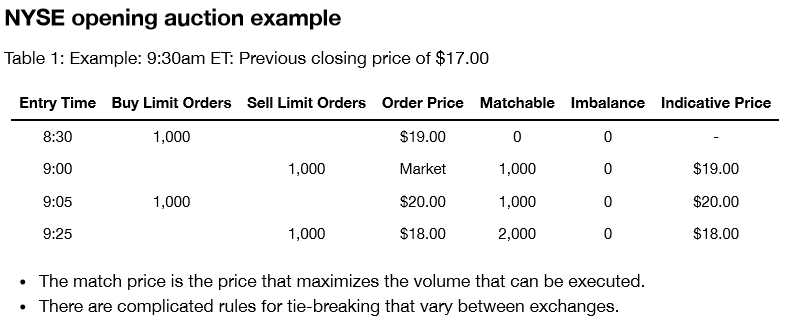 NYSE opening auction example
Table 1: Example: 9:30am ET: Previous closing price of $17.00
Entry Time Buy Limit Orders Sell Limit Orders Order Price Matchable Imbalance Indicative Price
8:30 1,000 $19.00 0 0 -
9:00 1,000 Market 1,000 0 $19.00
9:05 1,000 $20.00 1,000 0 $20.00
9:25 1,000 $18.00 2,000 0 $18.00
• The match price is the price that maximizes the volume that can be executed.
• There are complicated rules for tie-breaking that vary between exchanges.